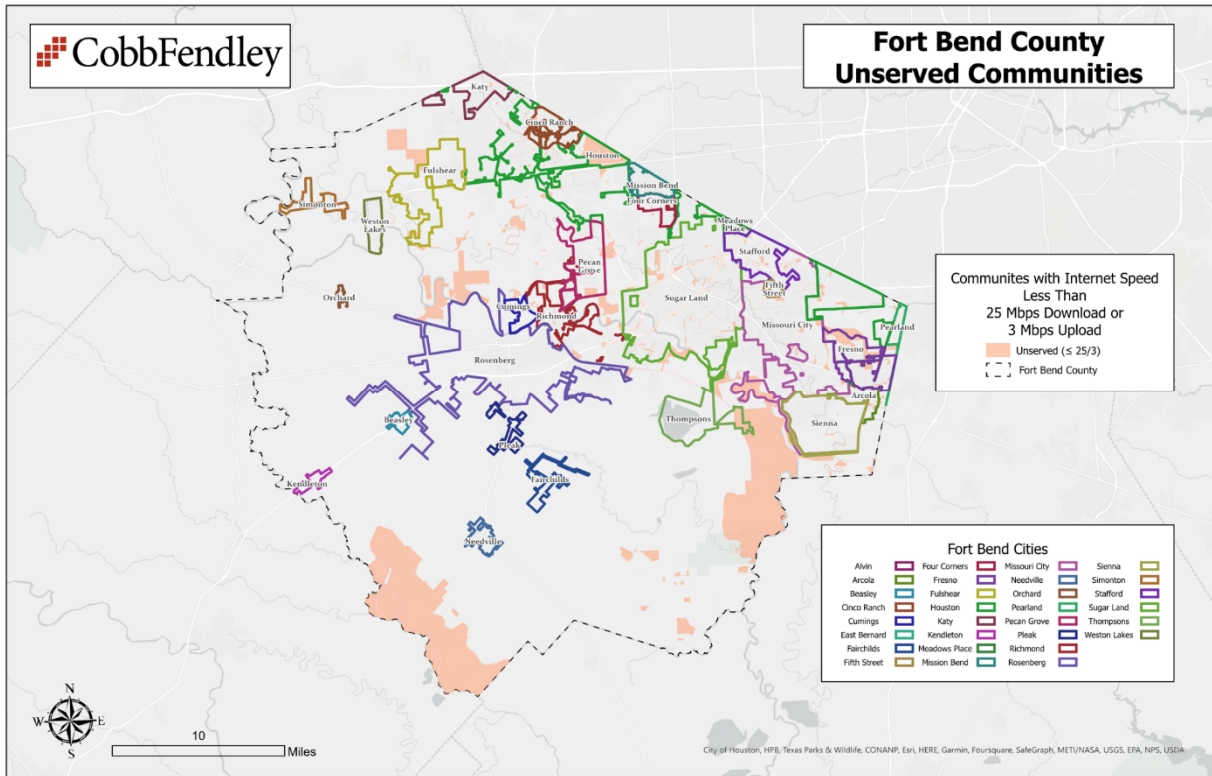 CobbFendley
Fort Bend County
Unserved Communities
Katy
Cinco Ranch
Houston
Fulshear
Mission Bend
Four Corners
Simonton
Weston
Lakes
Meadows
Place
Stafford
Pecan
Grove
Fifth
Street
Orchard
Cumings
Richmond
Sugar Land
Missouri City
Pearland
Fresno
Rosenberg
Arcola
Beasley
Thompsons
Sienna
Pleak
Kendleton
Fairchilds
Needville
Communites with Internet Speed
Less Than
25 Mbps Download or
3 Mbps Upload
Unserved (≤ 25/3)
Fort Bend County
Fort Bend Cities
Alvin Four Corners Missouri City Sienna
Arcola Fresno Needville Simonton
Beasley Fulshear Orchard Stafford
Cinco Ranch Houston Pearland Sugar Land
Cumings Katy Pecan Grove Thompsons
East Bernard Kendleton Pleak Weston Lakes
Fairchilds Meadows Place Richmond
Fifth Street Mission Bend Rosenberg
N
W E
S
10
Miles
City of Houston, HPB, Texas Parks & Wildlife, CONANP, Esri, HERE, Garmin, Foursquare, SafeGraph, METI/NASA, USGS, EPA, NPS, USDA